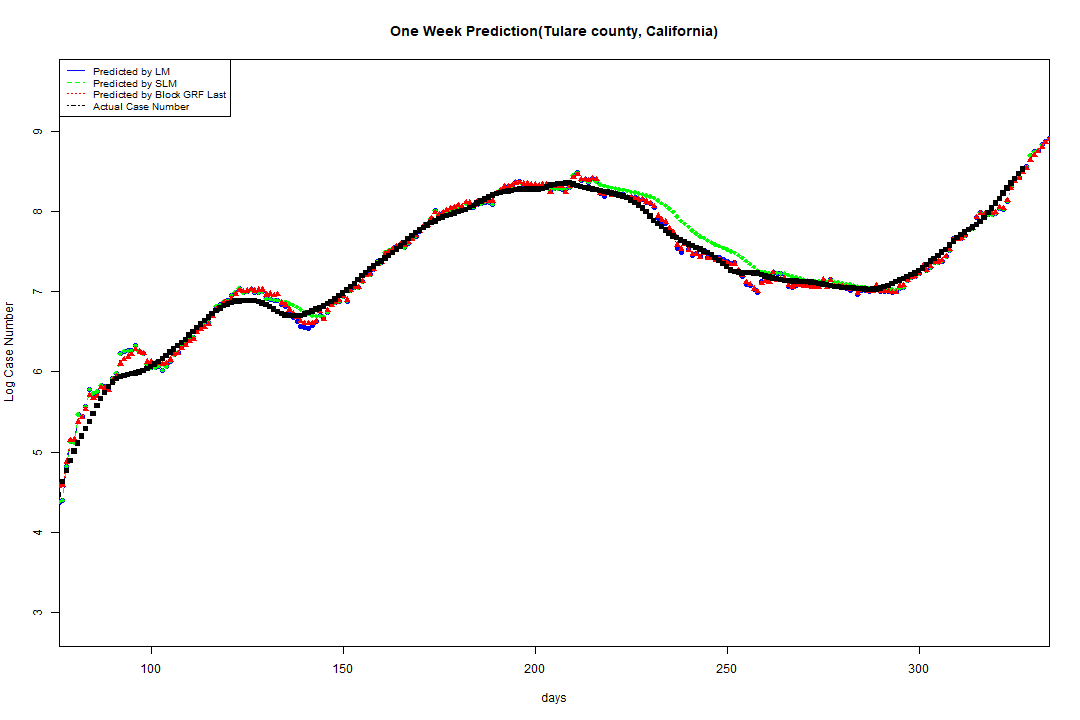 One Week Prediction(Tulare county, California)
Predicted by LM
Predicted by SLM
Predicted by Block GRF Last
Actual Case Number
9
8
7
6
5
4
3
Log Case Number
100 150 200 250 300
days